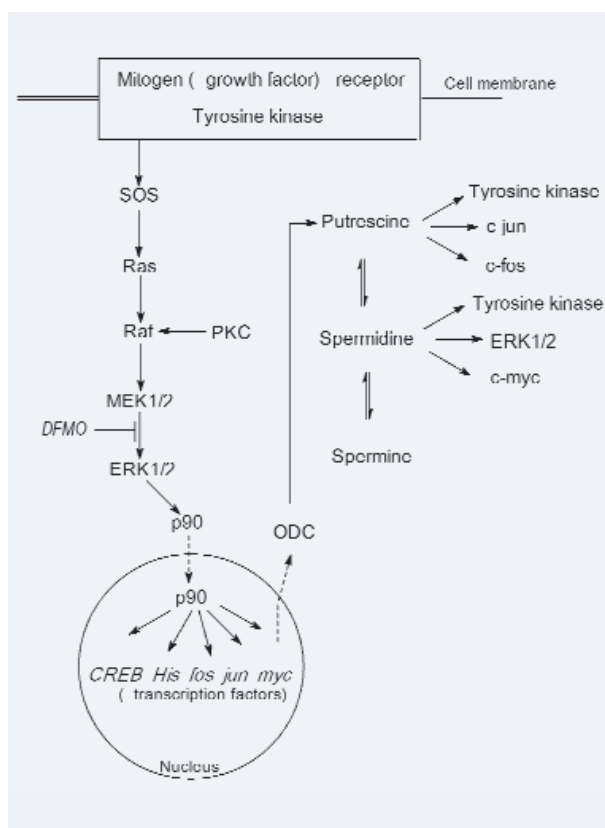 Mitogen ( growth factor) receptor
Tyrosine kinase
Cell membrane
SOS
Ras
Raf
PKC
MEK1/2
DFMO
ERK1/2
p90
p90
CREB His fos jun myc
( transcription factors)
Nucleus
ODC
Putrescine
Tyrosine kinase
c jun
c-fos
Spermidine
Tyrosine kinase
ERK1/2
c-myc
Spermine